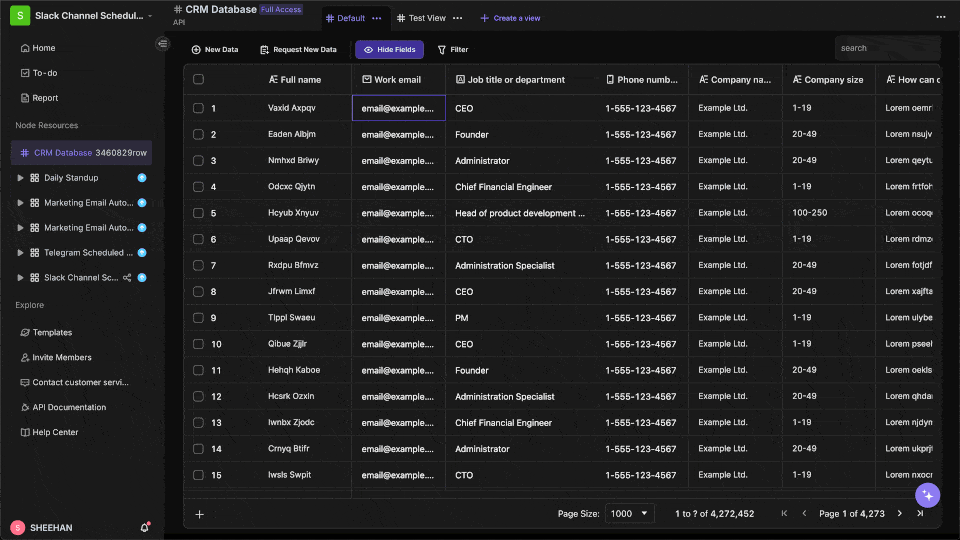 S Slack Channel Schedul...
Home
To-do
Report
Node Resources
CRM Database 3460829row
Daily Standup
Marketing Email Auto...
Marketing Email Auto...
Telegram Scheduled ...
Slack Channel Sc...
Explore
Templates
Invite Members
Contact customer servi...
API Documentation
Help Center
S SHEEHAN
CRM Database Full Access
API
Default ••• Test View ••• + Create a view •••
New Data Request New Data Hide Fields Filter search
Full name Work email Job title or department Phone numb... Company na... Company size How can o
1 Vaxid Axpqv email@example.... CEO 1-555-123-4567 Example Ltd. 1-19 Lorem oemr
2 Eaden Albjm email@example.... Founder 1-555-123-4567 Example Ltd. 20-49 Lorem nsujv
3 Nmhxd Briwy email@example.... Administrator 1-555-123-4567 Example Ltd. 20-49 Lorem qeytu
4 Odcxc Qjytn email@example.... Chief Financial Engineer 1-555-123-4567 Example Ltd. 1-19 Lorem frtfoh
5 Hcyub Xnyuv email@example.... Head of product development ... 1-555-123-4567 Example Ltd. 100-250 Lorem ocoq
6 Upaap Qevov email@example.... CTO 1-555-123-4567 Example Ltd. 1-19 Lorem rdmz
7 Rxdpu Bfmvz email@example.... Administration Specialist 1-555-123-4567 Example Ltd. 20-49 Lorem fotjdf
8 Jfrwm Limxf email@example.... CEO 1-555-123-4567 Example Ltd. 20-49 Lorem xajfta
9 Tlppl Swaeu email@example.... PM 1-555-123-4567 Example Ltd. 1-19 Lorem ulybe
10 Qibue Zjjlr email@example.... CEO 1-555-123-4567 Example Ltd. 1-19 Lorem pseel
11 Hehqh Kaboe email@example.... Founder 1-555-123-4567 Example Ltd. 20-49 Lorem oekls
12 Hcsrk Ozxln email@example.... Administration Specialist 1-555-123-4567 Example Ltd. 20-49 Lorem qhda
13 Iwnbx Zjodc email@example.... Chief Financial Engineer 1-555-123-4567 Example Ltd. 1-19 Lorem njdyn
14 Crnyq Btifr email@example.... Administrator 1-555-123-4567 Example Ltd. 20-49 Lorem ukprj
15 Iwsls Swpit email@example.... CTO 1-555-123-4567 Example Ltd. 1-19 Lorem nxoc
+ Page Size: 1000 1 to ? of 4,272,452 Page 1 of 4,273